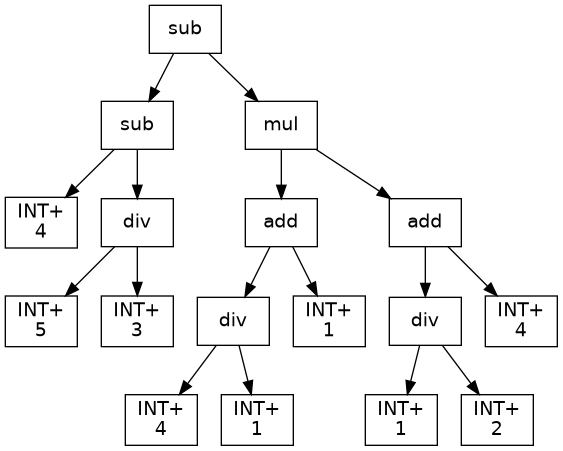 sub
sub
mul
INT+
4
div
add
add
INT+
5
INT+
3
div
INT+
1
div
INT+
4
INT+
4
INT+
1
INT+
1
INT+
2